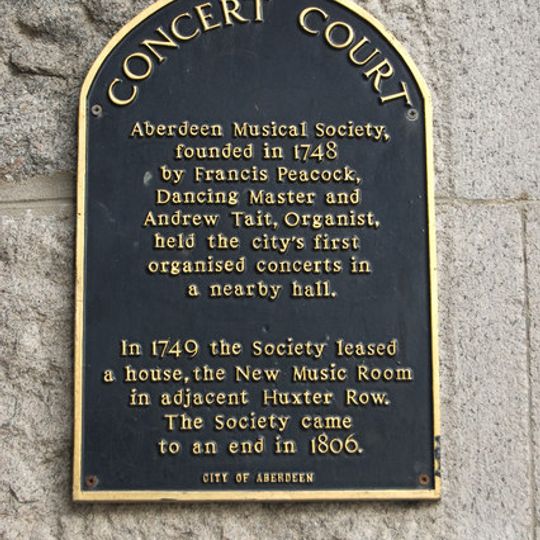 CONCERT COURT
Aberdeen Musical Society,
founded in 1748
by Francis Peacock,
Dancing Master and
Andrew Tait, Organist,
held the city's first
organised concerts in
a nearby hall.
In 1749 the Society leased
a house, the New Music Room
in adjacent Huxter Row.
The Society came
to an end in 1806.
CITY OF ABERDEEN